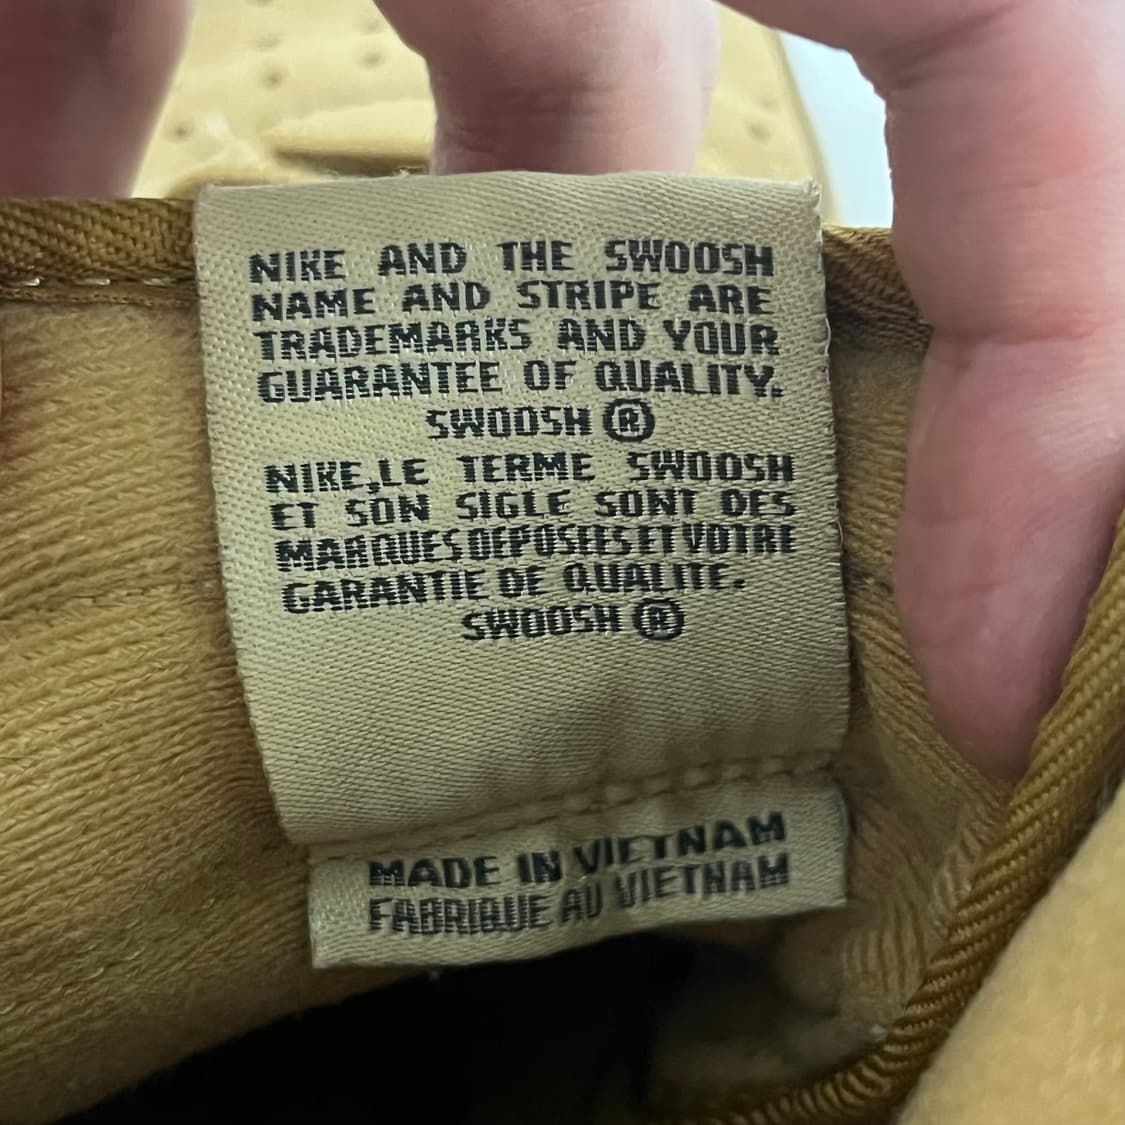 NIKE AND THE SWOOSH
NAME AND STRIPE ARE
TRADEMARKS AND YOUR
GUARANTEE OF QUALITY.
SWOOSH ®
NIKE,LE TERME SWOOSH
ET SON SIGLE SONT DES
MARQUES DEPOSEES ET VOTRE
GARANTIE DE QUALITE.
SWOOSH ®
MADE IN VIETNAM
FABRIQUE AU VIETNAM